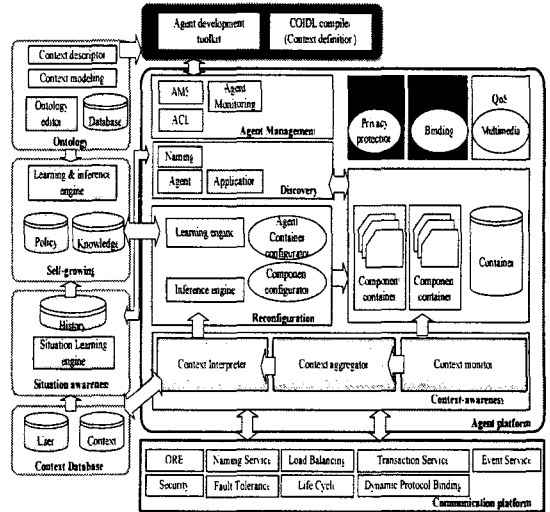 Agent development
toolkit
COIDL compiler
(Context definition)
Context descriptor
Context modeling
Ontology
editor
Database
Ontology
Learning & inference
engine
Policy
Knowledge
Self-growing
History
Situation Learning
engine
Situation awareness
User
Context
Context Database
AMS
Agent
Monitoring
ACL
Agent Management
Naming
Agent
Application
Discovery
Learning engine
Agent
Container
configurator
Inference engine
Component
configurator
Reconfiguration
Privacy
protection
Binding
QoS
Multimedia
Component
container
Component
container
Container
Context Interpreter
Context aggregator
Context monitor
Context-awareness
Agent platform
ORE
Naming Service
Load Balancing
Transaction Service
Event Service
Security
Fault Tolerance
Life Cycle
Dynamic Protocol Binding
Communication platform